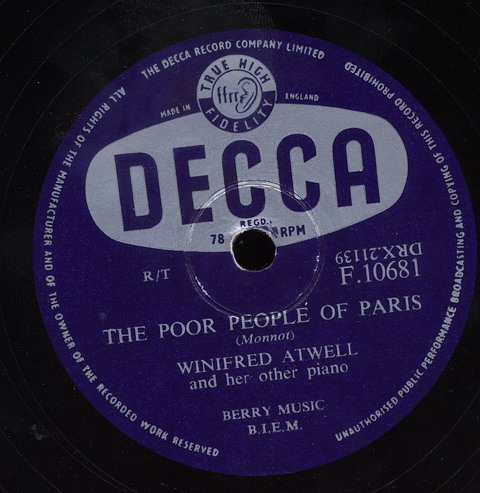 ALL RIGHTS OF THE MANUFACTURER AND OF THE OWNER OF THE RECORDED WORK RESERVED
THE DECCA RECORD COMPANY LIMITED
UNAUTHORISED PUBLIC PERFORMANCE BROADCASTING AND COPYING OF THIS RECORD PROHIBITED
TRUE HIGH
ffrr
FIDELITY
MADE IN ENGLAND
DECCA
REGD.
78 RPM
DRX.21139
R/T F.10681
THE POOR PEOPLE OF PARIS
(Monnot)
WINIFRED ATWELL
and her other piano
BERRY MUSIC
B.I.E.M.